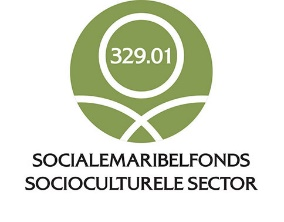 329.01
SOCIALEMARIBELFONDS
SOCIOCULTURELE SECTOR